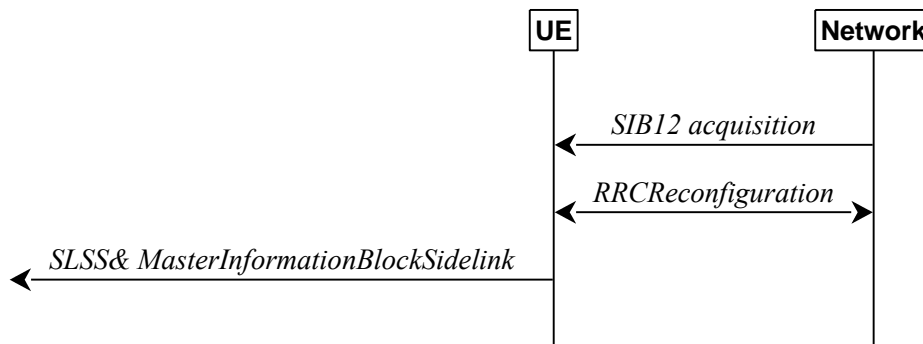 UE
Network
SIB12 acquisition
RRCReconfiguration
SLSS& MasterInformationBlockSidelink